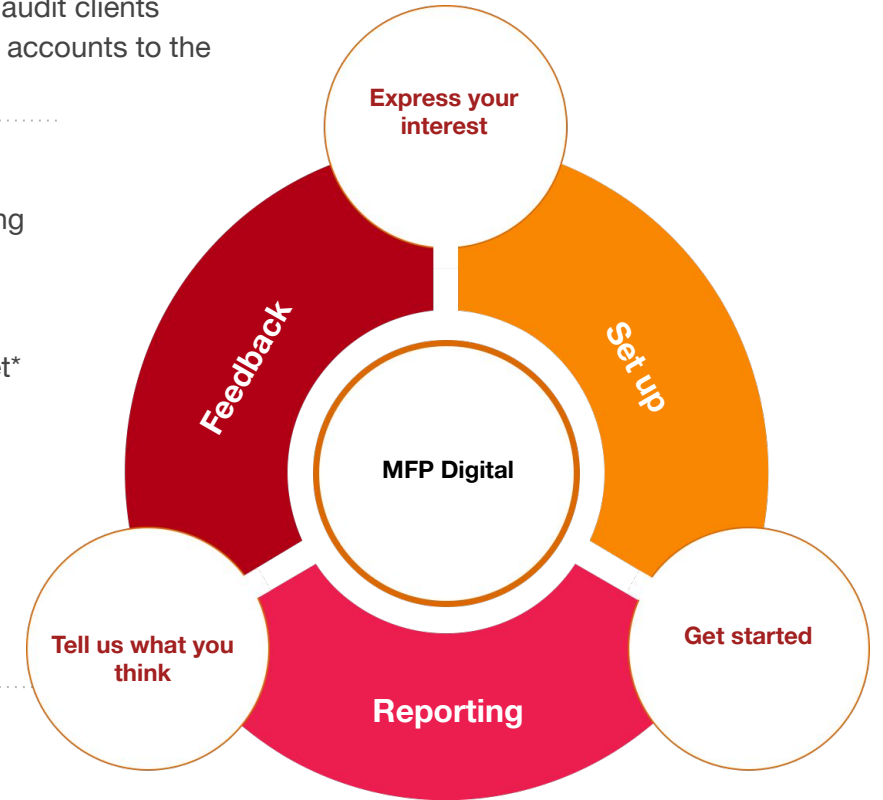 audit clients
accounts to the
Express your
interest
Feedback
Set up
MFP Digital
Tell us what you
think
Get started
Reporting